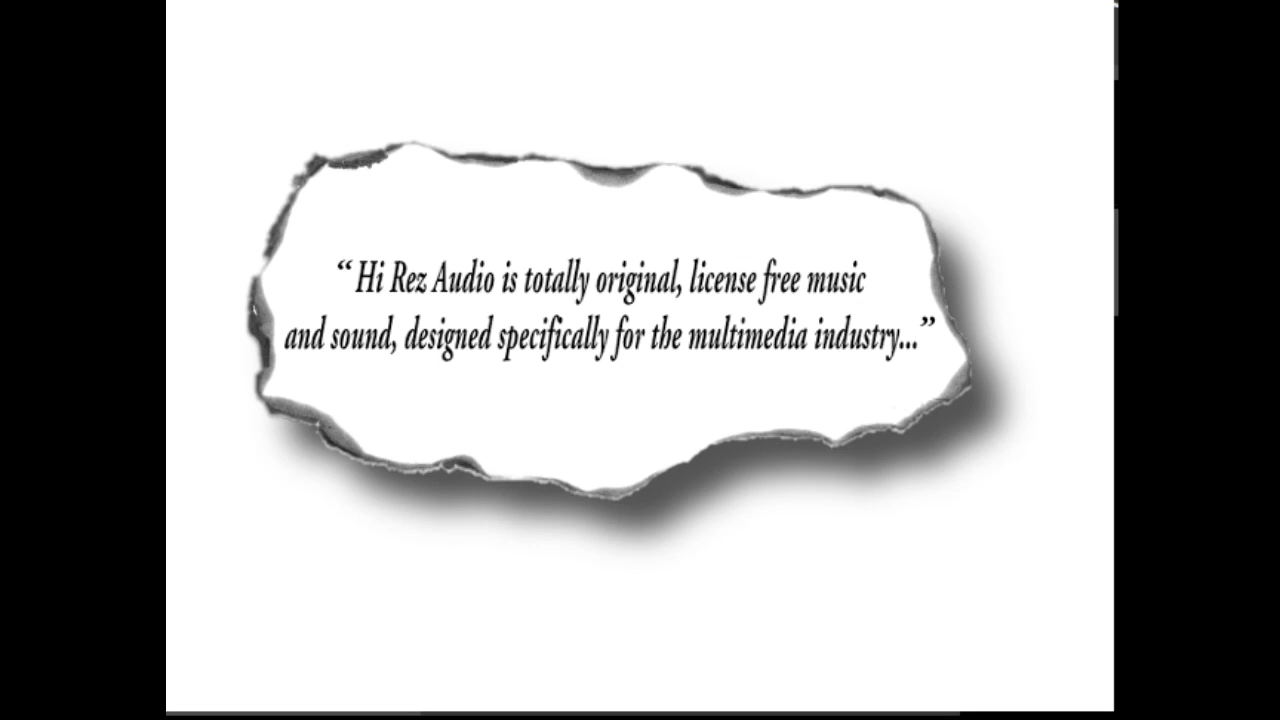 “ Hi Rez Audio is totally original, license free music
and sound, designed specifically for the multimedia industry...”